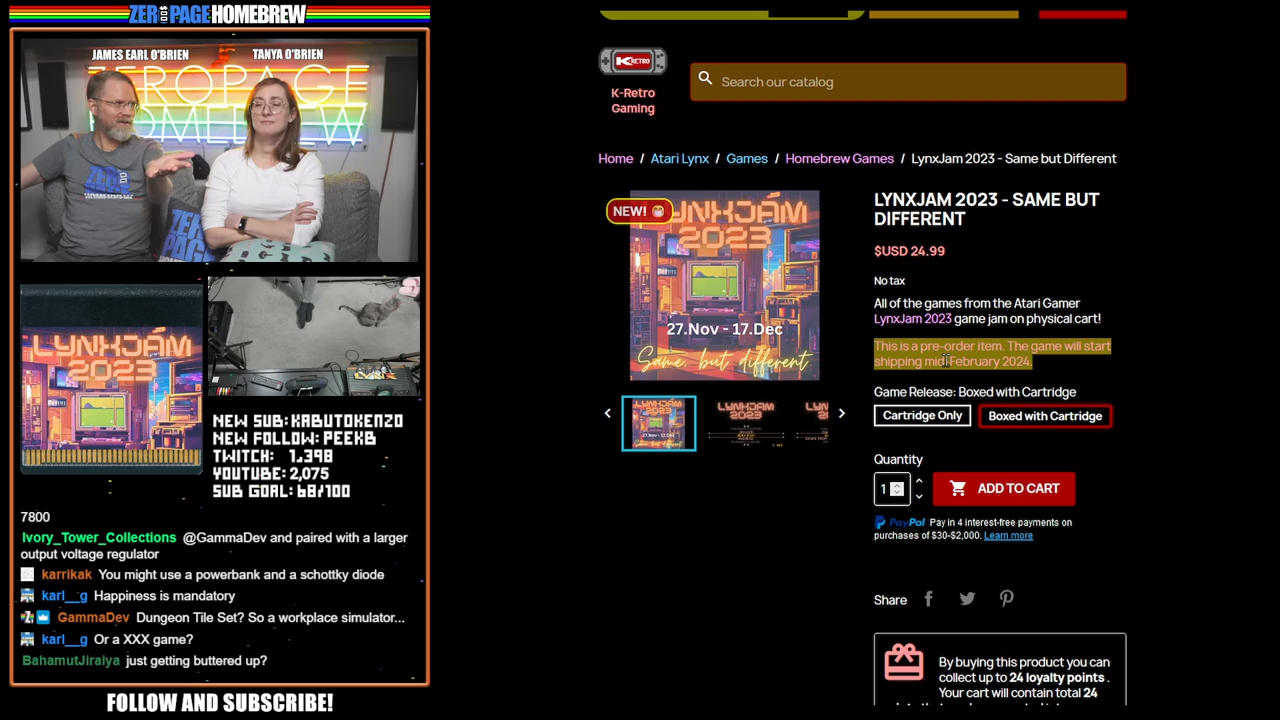 ZEROPAGE HOMEBREW
JAMES EARL O'BRIEN
TANYA O'BRIEN
ZEROPAGE
HOMEBREW
LYNXJAM
2023
NEW SUB: KABUTOKENZO
NEW FOLLOW: PEEKB
TWITCH: 1,398
YOUTUBE: 2,075
SUB GOAL: 68/100
7800
Ivory_Tower_Collections @GammaDev and paired with a larger
output voltage regulator
karrikak You might use a powerbank and a schottky diode
karl__g Happiness is mandatory
GammaDev Dungeon Tile Set? So a workplace simulator...
karl__g Or a XXX game?
BahamutJiraiya just getting buttered up?
FOLLOW AND SUBSCRIBE!
K-RETRO
K-Retro
Gaming
Search our catalog
Home / Atari Lynx / Games / Homebrew Games / LynxJam 2023 - Same but Different
NEW!
LYNXJAM
2023
27.Nov - 17.Dec
Same, but different
LYNXJAM 2023 - SAME BUT
DIFFERENT
$USD 24.99
No tax
All of the games from the Atari Gamer
LynxJam 2023 game jam on physical cart!
This is a pre-order item. The game will start
shipping mid February 2024.
Game Release: Boxed with Cartridge
Cartridge Only
Boxed with Cartridge
Quantity
1
ADD TO CART
PayPal Pay in 4 interest-free payments on
purchases of $30-$2,000. Learn more
Share
By buying this product you can
collect up to 24 loyalty points .
Your cart will contain total 24